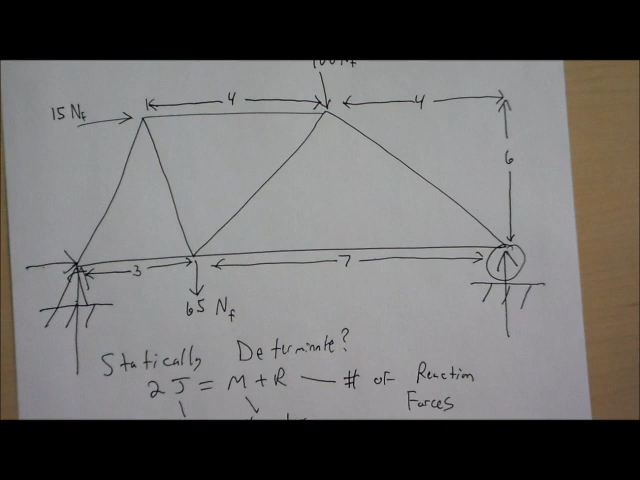 15 Nf
4
4
6
3
7
65 Nf
Statically Determinate?
2J = M + R — # of Reaction
Forces